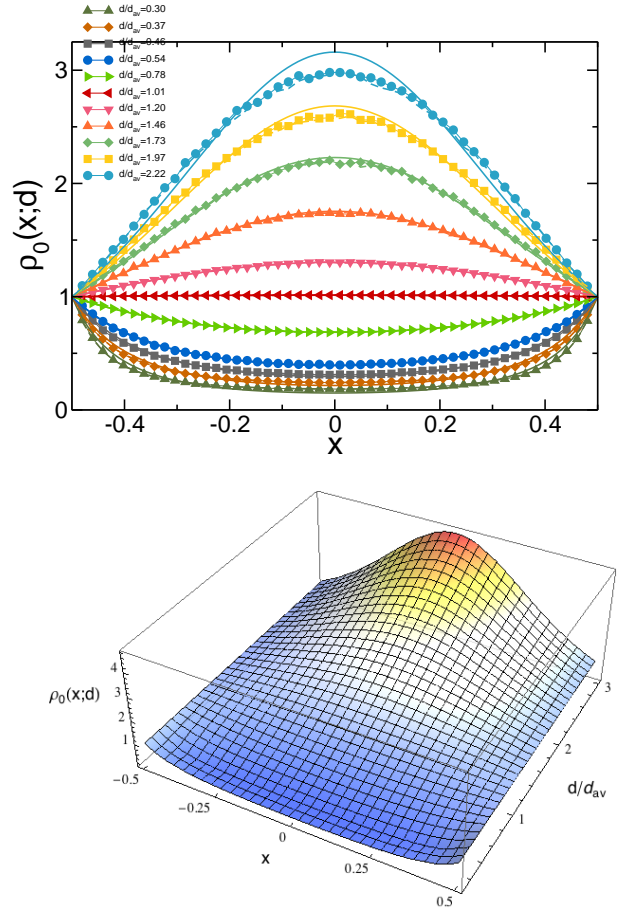 d/d_av=0.30
d/d_av=0.37
d/d_av=0.46
d/d_av=0.54
d/d_av=0.78
d/d_av=1.01
d/d_av=1.20
d/d_av=1.46
d/d_av=1.73
d/d_av=1.97
d/d_av=2.22
3
2
1
0
ρ₀(x;d)
-0.4 -0.2 0 0.2 0.4
x
4
3
2
1
ρ₀(x;d)
−0.5
−0.25
0
0.25
0.5
x
1
2
3
d/d_av